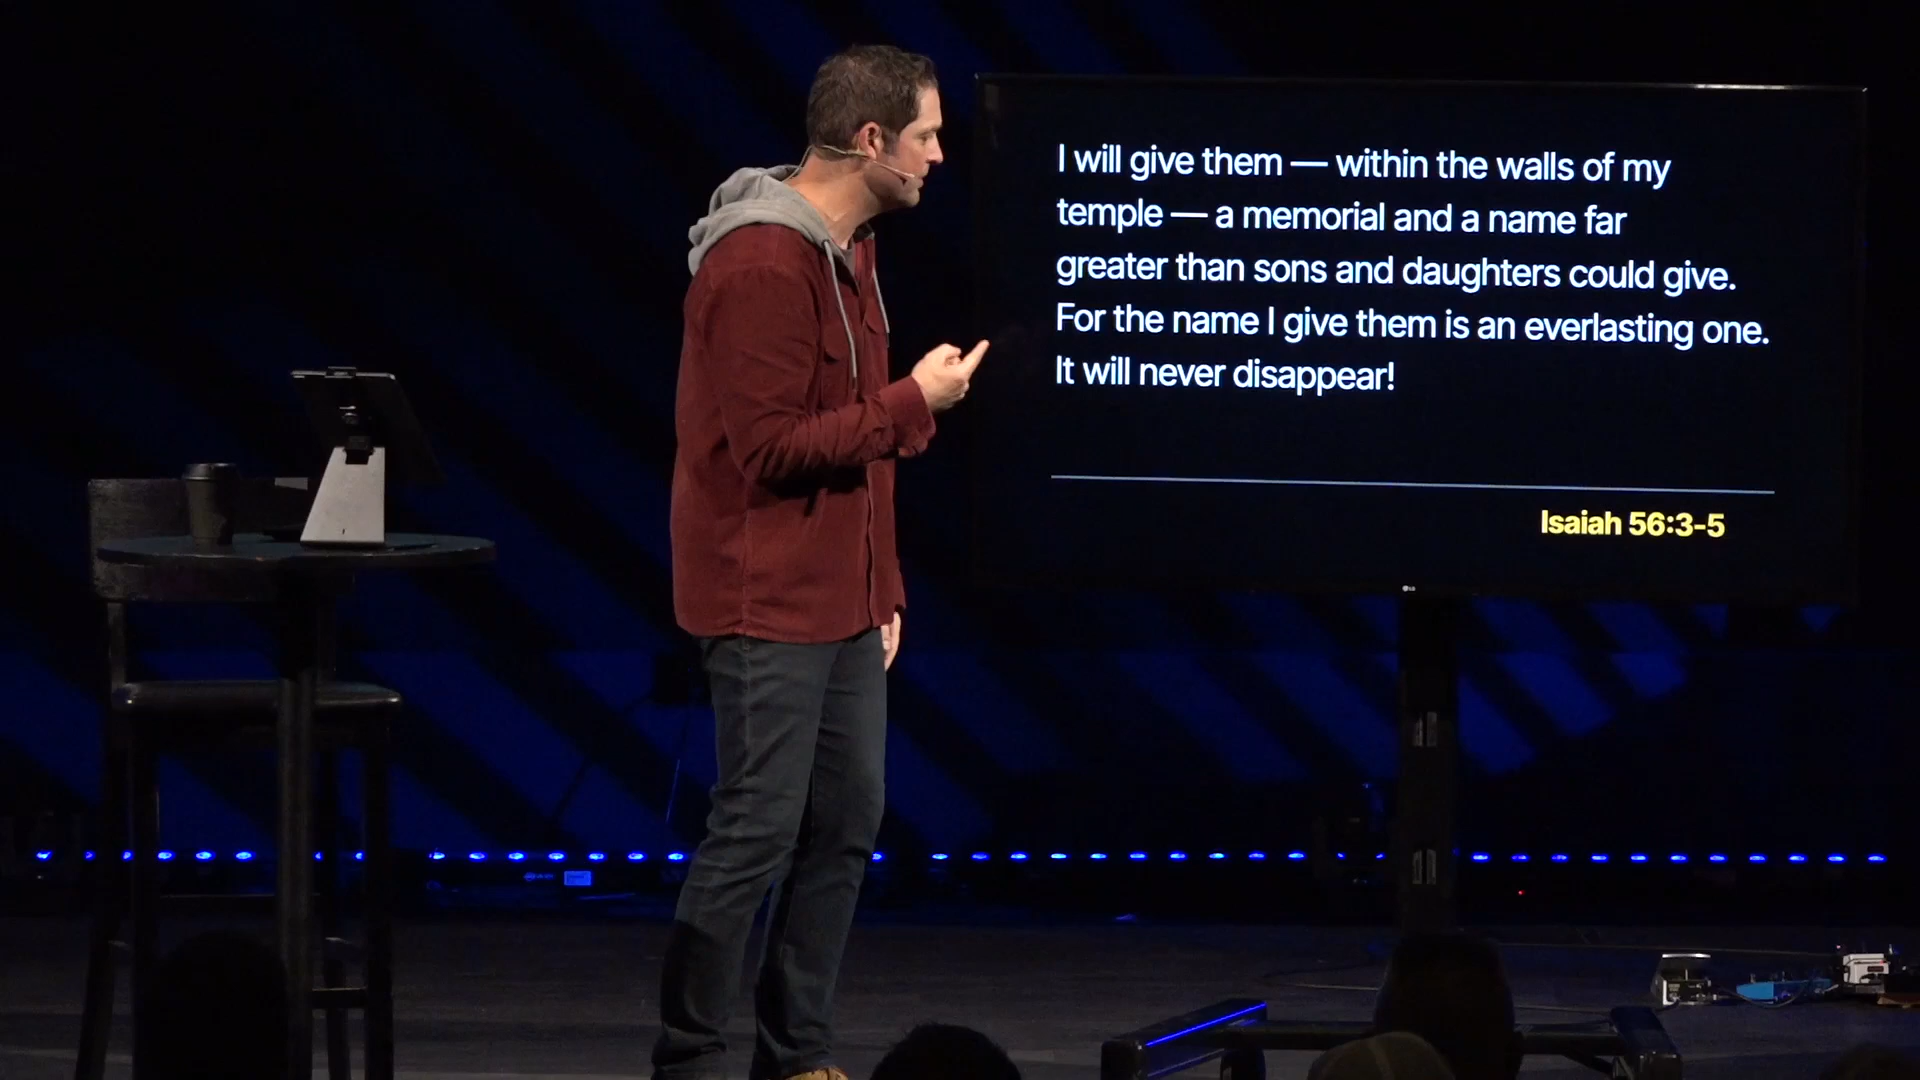 I will give them — within the walls of my
temple — a memorial and a name far
greater than sons and daughters could give.
For the name I give them is an everlasting one.
It will never disappear!
Isaiah 56:3-5
LG